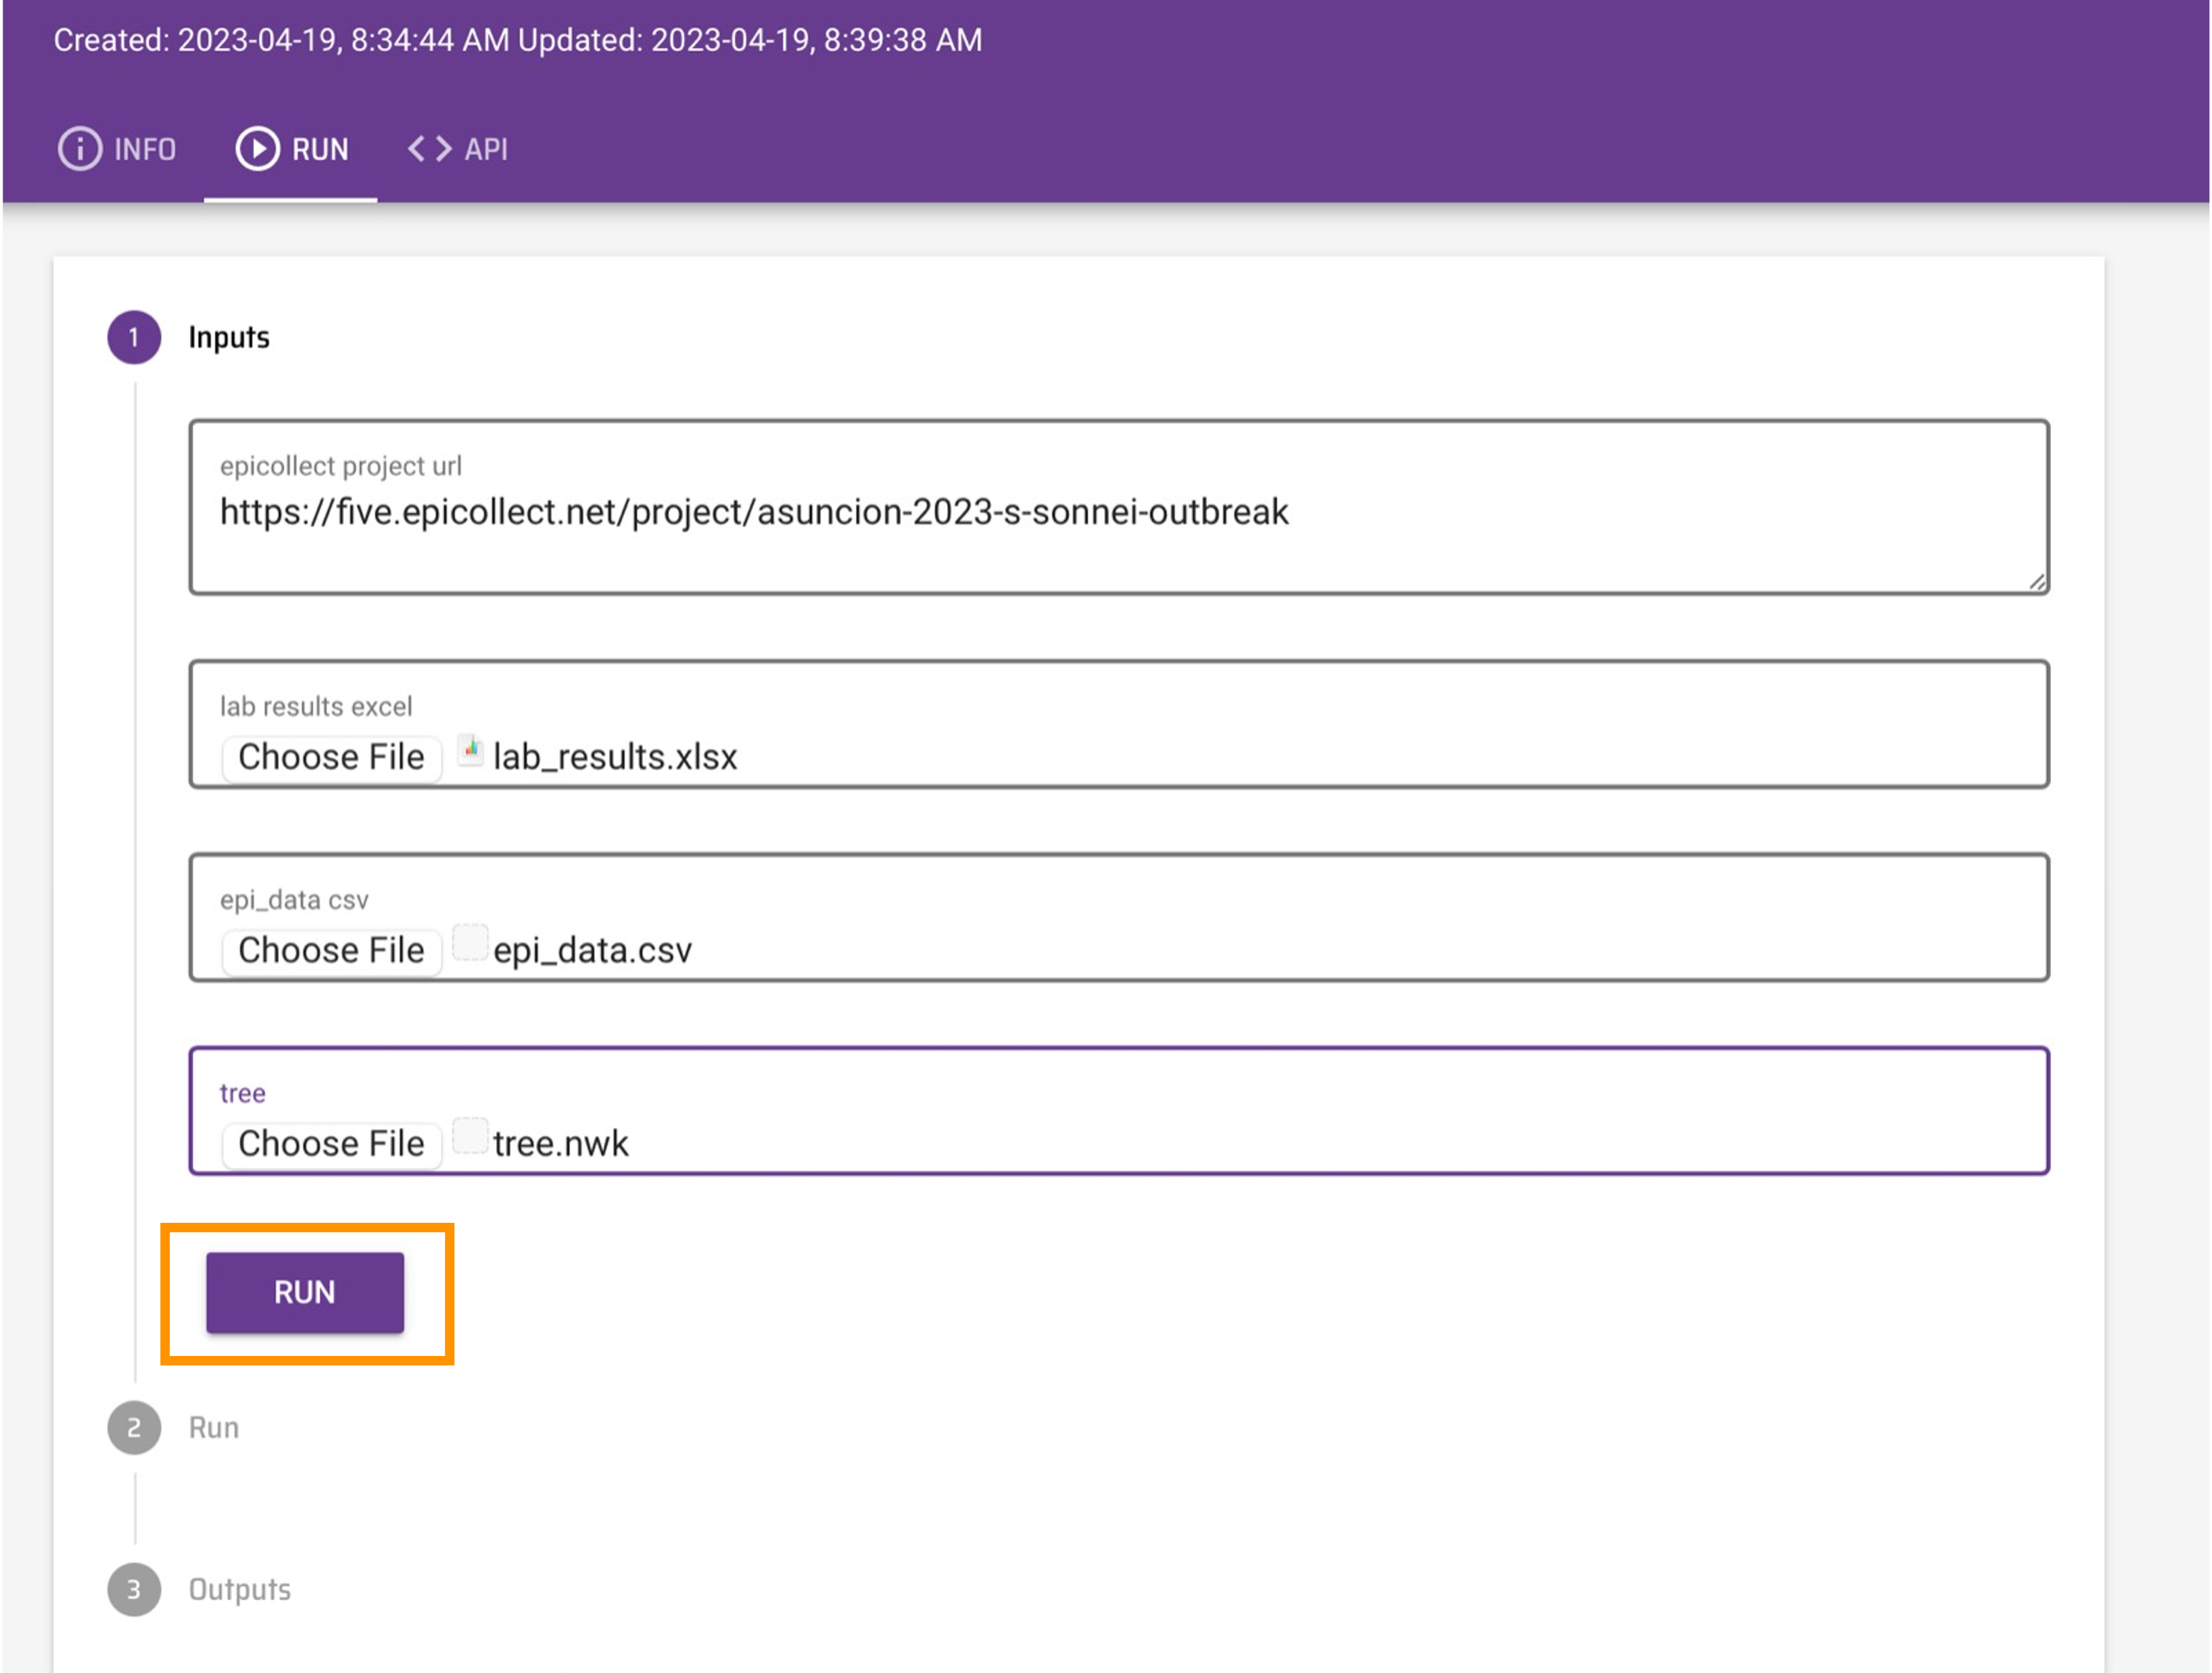 Created: 2023-04-19, 8:34:44 AM Updated: 2023-04-19, 8:39:38 AM
INFO RUN API
1 Inputs
epicollect project url
https://five.epicollect.net/project/asuncion-2023-s-sonnei-outbreak
lab results excel
Choose File lab_results.xlsx
epi_data csv
Choose File epi_data.csv
tree
Choose File tree.nwk
RUN
2 Run
3 Outputs